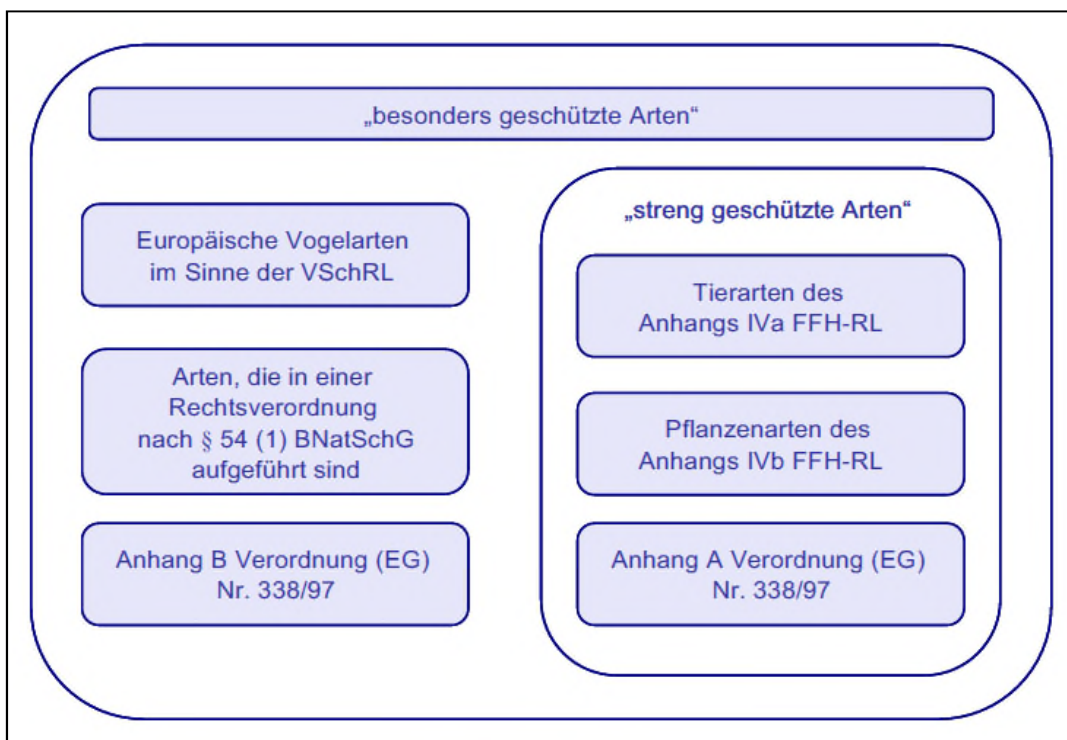 „besonders geschützte Arten“
Europäische Vogelarten
im Sinne der VSchRL
Arten, die in einer
Rechtsverordnung
nach § 54 (1) BNatSchG
aufgeführt sind
Anhang B Verordnung (EG)
Nr. 338/97
„streng geschützte Arten“
Tierarten des
Anhangs IVa FFH-RL
Pflanzenarten des
Anhangs IVb FFH-RL
Anhang A Verordnung (EG)
Nr. 338/97